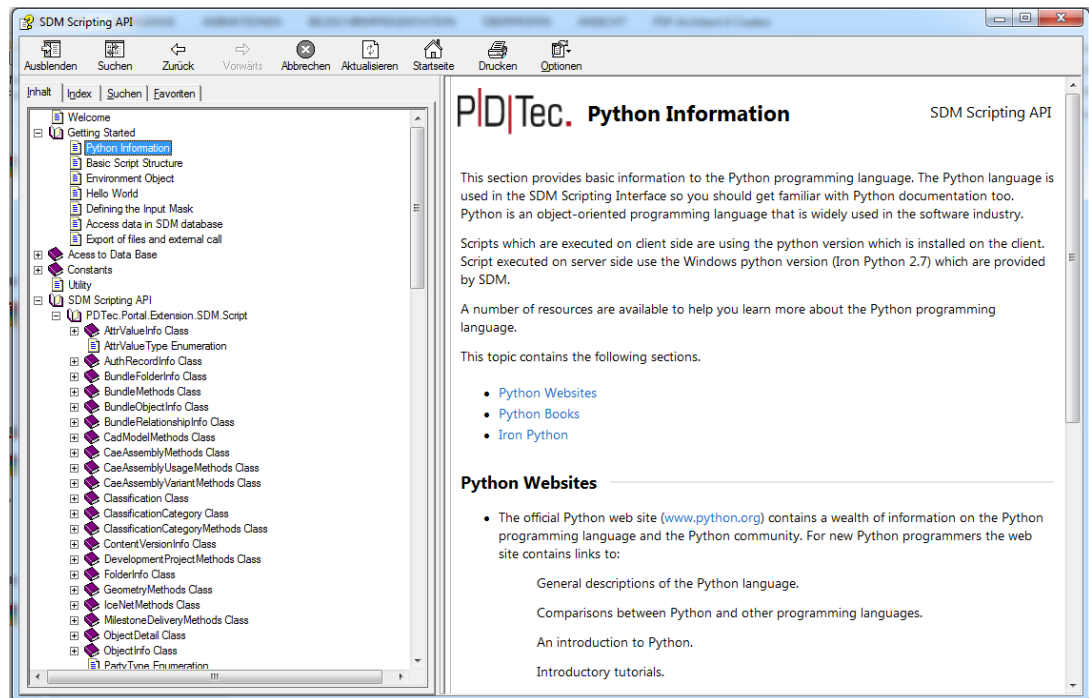 SDM Scripting API
ANIMATIONEN BILDSCHIRMPRÄSENTATION ÜBERPRÜFEN ANSICHT PDF Architect 4 Creator
Ausblenden Suchen Zurück Vorwärts Abbrechen Aktualisieren Startseite Drucken Optionen
Inhalt Index Suchen Favoriten
Welcome
Getting Started
Python Information
Basic Script Structure
Environment Object
Hello World
Defining the Input Mask
Access data in SDM database
Export of files and external call
Acess to Data Base
Constants
Utility
SDM Scripting API
PDTec.Portal.Extension.SDM.Script
AttrValueInfo Class
AttrValueType Enumeration
AuthRecordInfo Class
BundleFolderInfo Class
BundleMethods Class
BundleObjectInfo Class
BundleRelationshipInfo Class
CadModelMethods Class
CaeAssemblyMethods Class
CaeAssemblyUsageMethods Class
CaeAssemblyVariantMethods Class
Classification Class
ClassificationCategory Class
ClassificationCategoryMethods Class
ContentVersionInfo Class
DevelopmentProjectMethods Class
FolderInfo Class
GeometryMethods Class
IceNetMethods Class
MilestoneDeliveryMethods Class
ObjectDetail Class
ObjectInfo Class
PartyType Enumeration
P|D|Tec. Python Information SDM Scripting API
This section provides basic information to the Python programming language. The Python language is
used in the SDM Scripting Interface so you should get familiar with Python documentation too.
Python is an object-oriented programming language that is widely used in the software industry.
Scripts which are executed on client side are using the python version which is installed on the client.
Script executed on server side use the Windows python version (Iron Python 2.7) which are provided
by SDM.
A number of resources are available to help you learn more about the Python programming
language.
This topic contains the following sections.
• Python Websites
• Python Books
• Iron Python
Python Websites
• The official Python web site (www.python.org) contains a wealth of information on the Python
programming language and the Python community. For new Python programmers the web
site contains links to:
General descriptions of the Python language.
Comparisons between Python and other programming languages.
An introduction to Python.
Introductory tutorials.